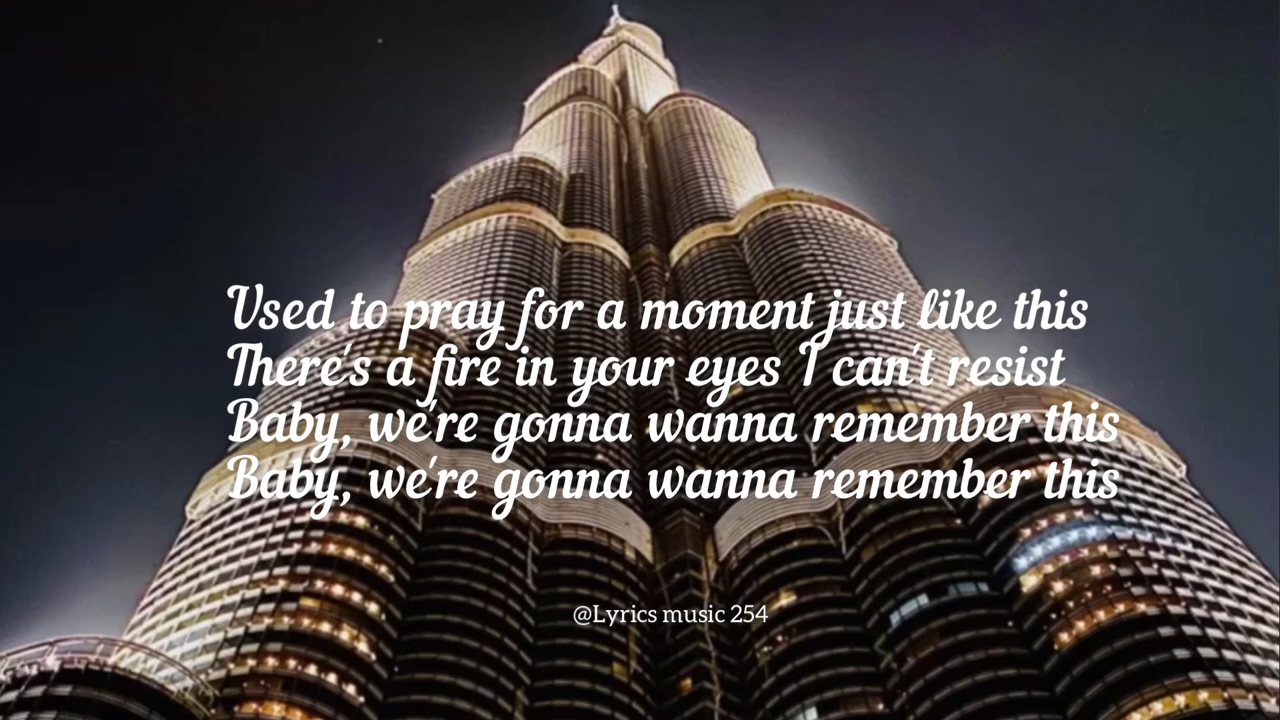 Used to pray for a moment just like this
There's a fire in your eyes I can't resist
Baby, we're gonna wanna remember this
Baby, we're gonna wanna remember this
@Lyrics music 254